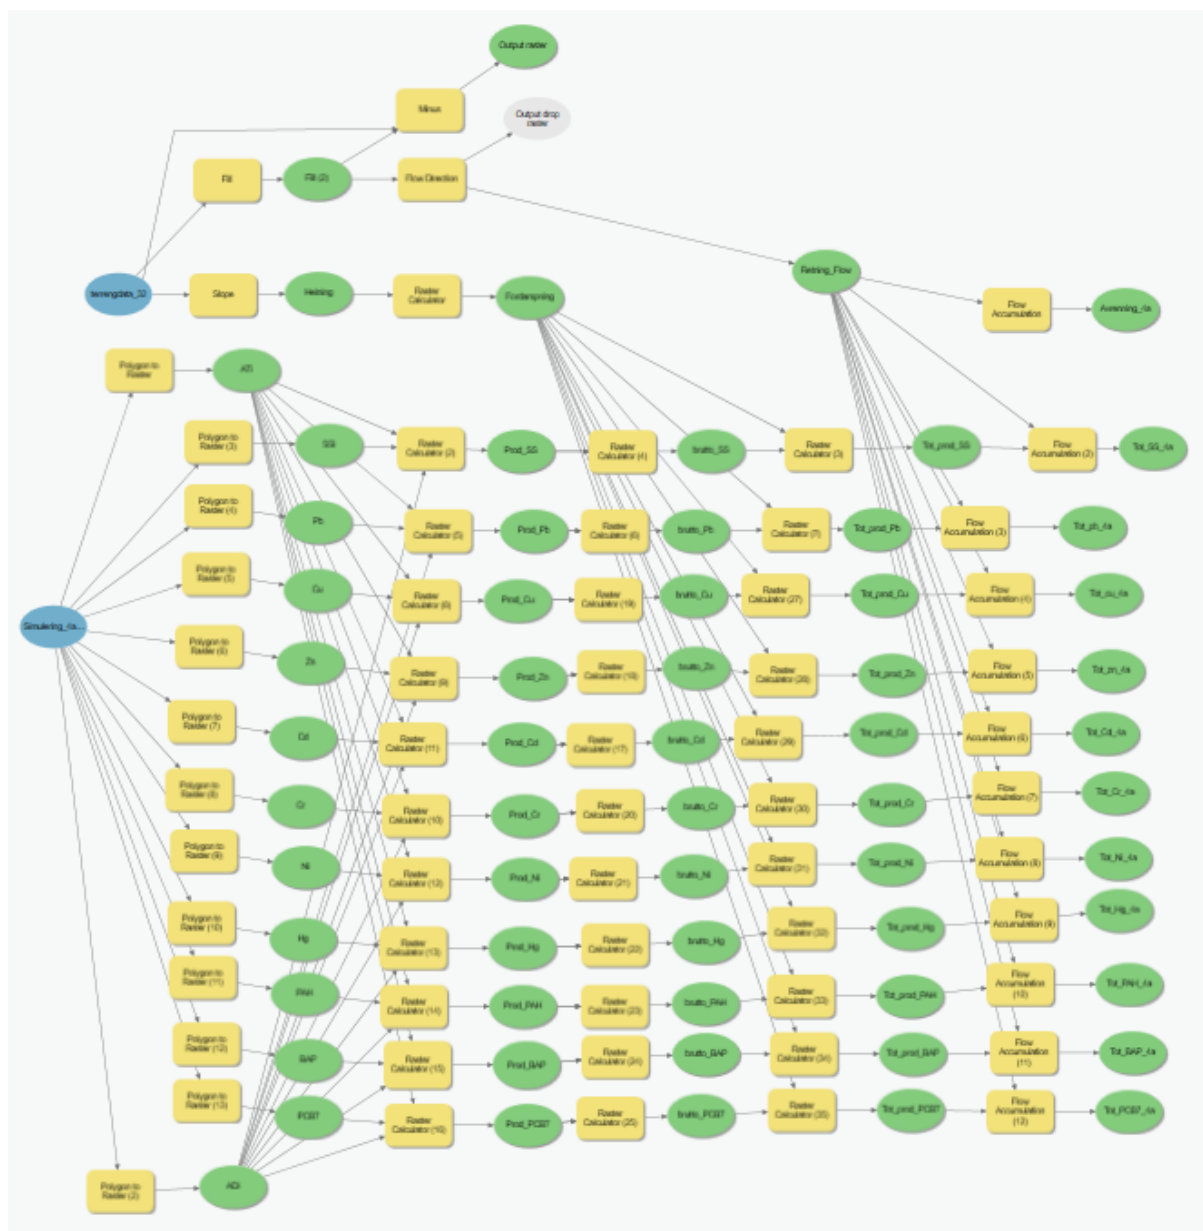 Output raster
Minus
Output drop
raster
Fill
Fill (2)
Flow Direction
Retning_Flow
terrengdata_32
Slope
Helning
Raster
Calculator
Flow
Accumulation
Avrenning_4a
Polygon to
Raster
Polygon to
Raster (3)
SSi
Raster
Calculator (2)
Prod_SS
Raster
Calculator (4)
brutto_SS
Raster
Calculator (3)
Tot_prod_SS
Flow
Accumulation (2)
Tot_SS_4a
Polygon to
Raster (4)
Pb
Raster
Calculator (5)
Prod_Pb
Raster
Calculator (6)
brutto_Pb
Raster
Calculator (7)
Tot_prod_Pb
Flow
Accumulation (3)
Tot_pb_4a
Polygon to
Raster (5)
Cu
Raster
Calculator (8)
Prod_Cu
Raster
Calculator (19)
brutto_Cu
Raster
Calculator (27)
Tot_prod_Cu
Flow
Accumulation (4)
Tot_cu_4a
Simulering_4a...
Polygon to
Raster (6)
Zn
Raster
Calculator (9)
Prod_Zn
Raster
Calculator (18)
brutto_Zn
Raster
Calculator (28)
Tot_prod_Zn
Flow
Accumulation (5)
Tot_zn_4a
Polygon to
Raster (7)
Cd
Raster
Calculator (11)
Prod_Cd
Raster
Calculator (17)
brutto_Cd
Raster
Calculator (29)
Tot_prod_Cd
Flow
Accumulation (6)
Tot_Cd_4a
Polygon to
Raster (8)
Cr
Raster
Calculator (10)
Prod_Cr
Raster
Calculator (20)
brutto_Cr
Raster
Calculator (30)
Tot_prod_Cr
Flow
Accumulation (7)
Tot_Cr_4a
Polygon to
Raster (9)
Ni
Raster
Calculator (12)
Prod_Ni
Raster
Calculator (21)
brutto_Ni
Raster
Calculator (31)
Tot_prod_Ni
Flow
Accumulation (8)
Tot_Ni_4a
Polygon to
Raster (10)
Hg
Raster
Calculator (13)
Prod_Hg
Raster
Calculator (22)
brutto_Hg
Raster
Calculator (32)
Tot_prod_Hg
Flow
Accumulation (9)
Tot_Hg_4a
Polygon to
Raster (11)
PAH
Raster
Calculator (14)
Prod_PAH
Raster
Calculator (23)
brutto_PAH
Raster
Calculator (33)
Tot_prod_PAH
Flow
Accumulation
(10)
Tot_PAH_4a
Polygon to
Raster (12)
BAP
Raster
Calculator (15)
Prod_BAP
Raster
Calculator (24)
brutto_BAP
Raster
Calculator (34)
Tot_prod_BAP
Flow
Accumulation
(11)
Tot_BAP_4a
Polygon to
Raster (13)
PCB7
Raster
Calculator (16)
Prod_PCB7
Raster
Calculator (25)
brutto_PCB7
Raster
Calculator (35)
Tot_prod_PCB7
Flow
Accumulation
(12)
Tot_PCB7_4a
Polygon to
Raster (2)